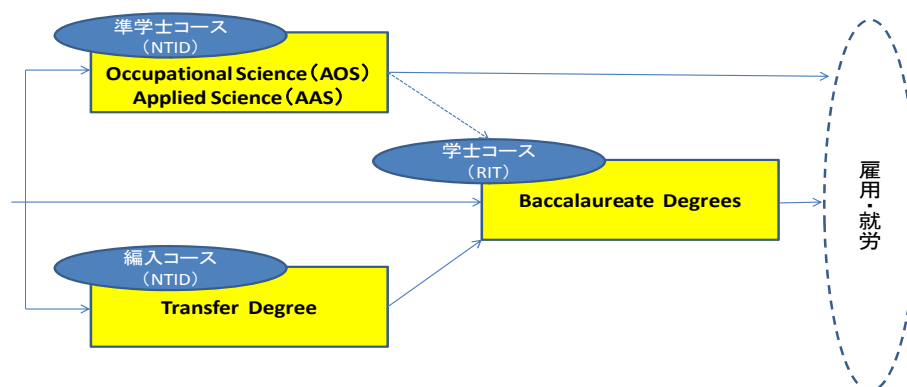 準学士コース
（NTID）
Occupational Science（AOS）
Applied Science（AAS）
学士コース
（RIT）
Baccalaureate Degrees
編入コース
（NTID）
Transfer Degree
雇用・就労